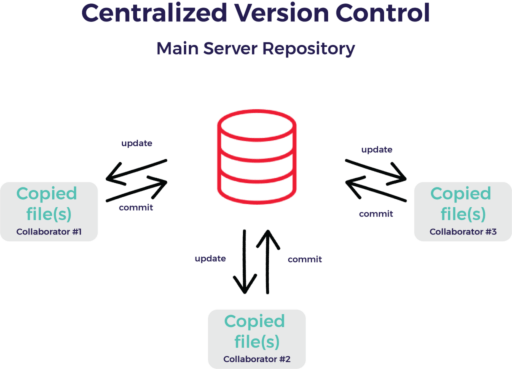 Centralized Version Control
Main Server Repository
update
update
Copied
file(s)
Collaborator #1
commit
commit
Copied
file(s)
Collaborator #3
update
commit
Copied
file(s)
Collaborator #2